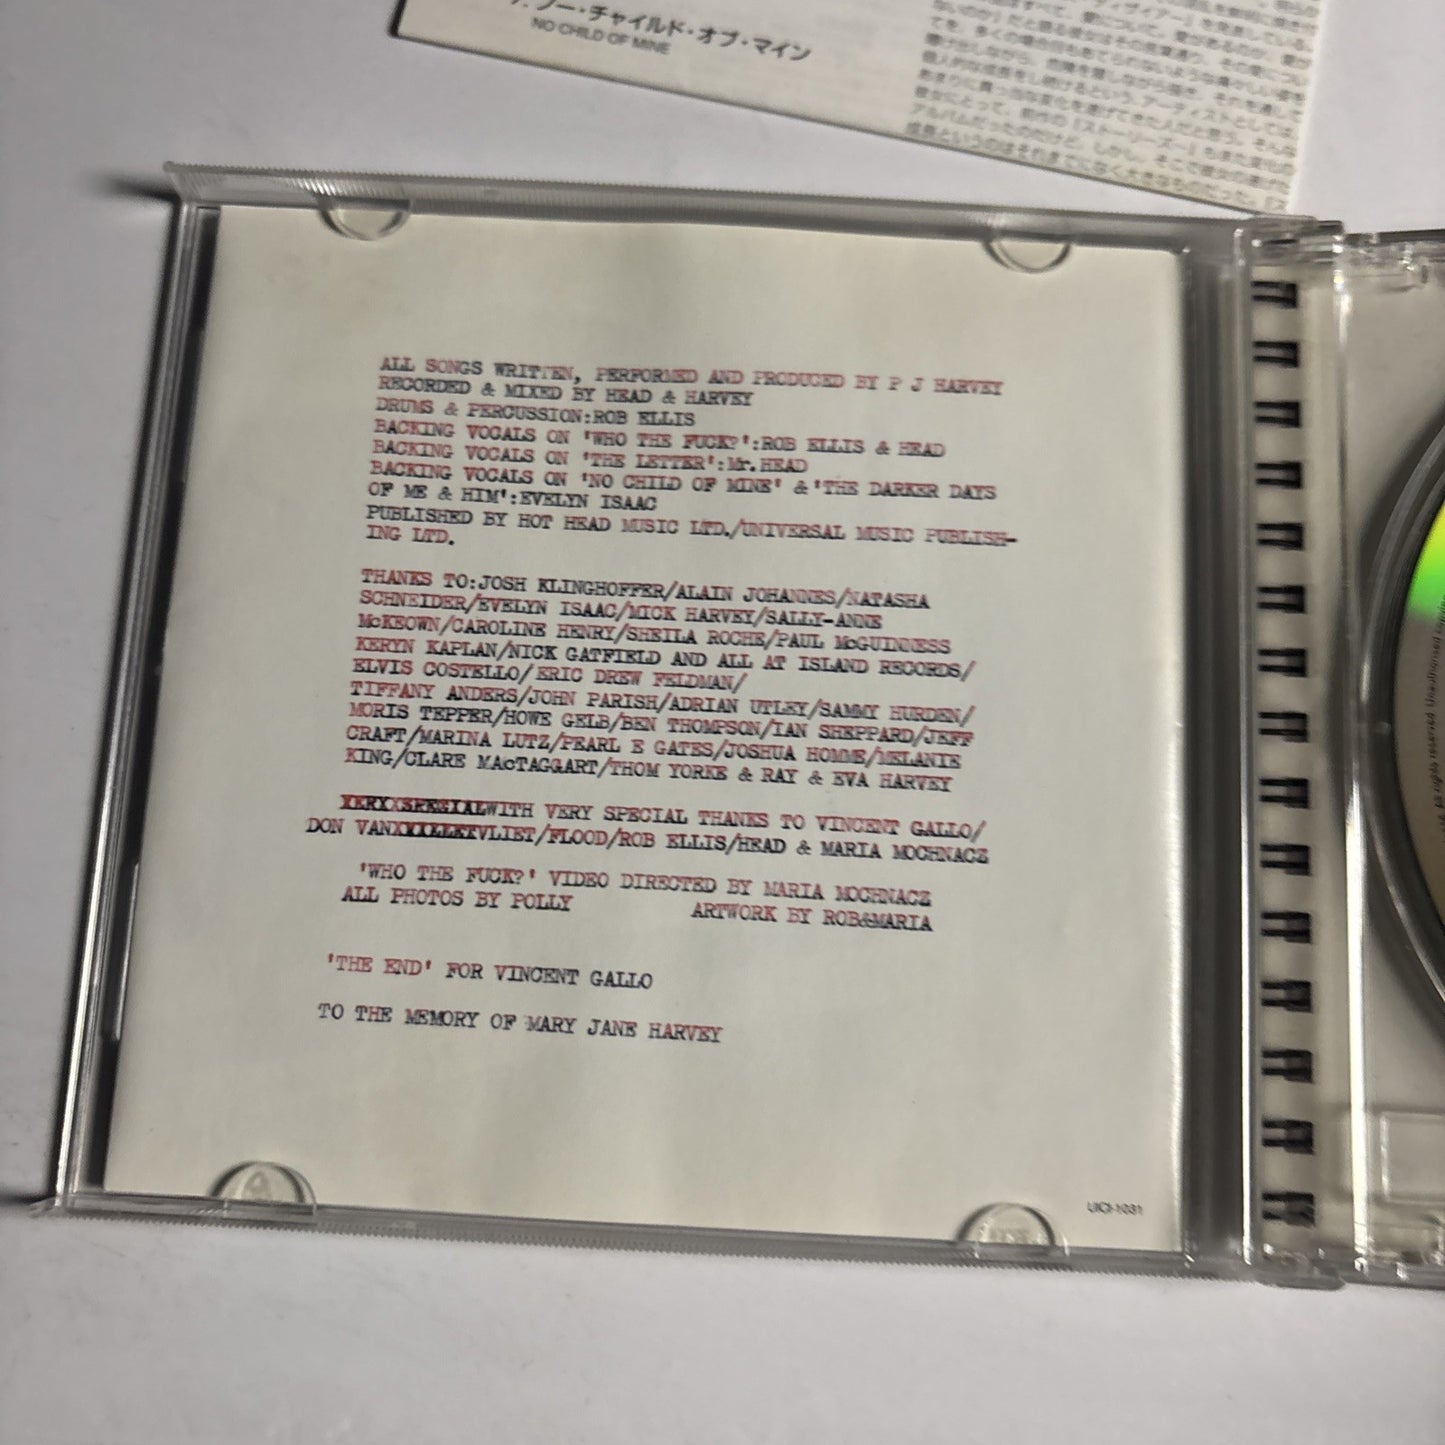 ノー・チャイルド・オブ・マイン
NO CHILD OF MINE
ALL SONGS WRITTEN, PERFORMED AND PRODUCED BY P J HARVEY
RECORDED & MIXED BY HEAD & HARVEY
DRUMS & PERCUSSION:ROB ELLIS
BACKING VOCALS ON 'WHO THE FUCK?':ROB ELLIS & HEAD
BACKING VOCALS ON 'THE LETTER':Mr.HEAD
BACKING VOCALS ON 'NO CHILD OF MINE' &'THE DARKER DAYS
OF ME & HIM':EVELYN ISAAC
PUBLISHED BY HOT HEAD MUSIC LTD./UNIVERSAL MUSIC PUBLISH-
ING LTD.
THANKS TO:JOSH KLINGHOFFER/ALAIN JOHANNES/NATASHA
SCHNEIDER/EVELYN ISAAC/MICK HARVEY/SALLY-ANNE
McKEOWN/CAROLINE HENRY/SHEILA ROCHE/PAUL McGUINNESS
KERYN KAPLAN/NICK GATFIELD AND ALL AT ISLAND RECORDS/
ELVIS COSTELLO/ERIC DREW FELDMAN/
TIFFANY ANDERS/JOHN PARISH/ADRIAN UTLEY/SAMMY HURDEN/
MORIS TEPPER/HOWE GELB/BEN THOMPSON/IAN SHEPPARD/JEFF
CRAFT/MARINA LUTZ/PEARL E GATES/JOSHUA HOMME/MELANIE
KING/CLARE MAcTAGGART/THOM YORKE & RAY & EVA HARVEY
WITH VERY SPECIAL THANKS TO VINCENT GALLO/
DON VAN VLIET/FLOOD/ROB ELLIS/HEAD & MARIA MOCHNACZ
'WHO THE FUCK?' VIDEO DIRECTED BY MARIA MOCHNACZ
ALL PHOTOS BY POLLY ARTWORK BY ROB&MARIA
'THE END' FOR VINCENT GALLO
TO THE MEMORY OF MARY JANE HARVEY
UICI-1031